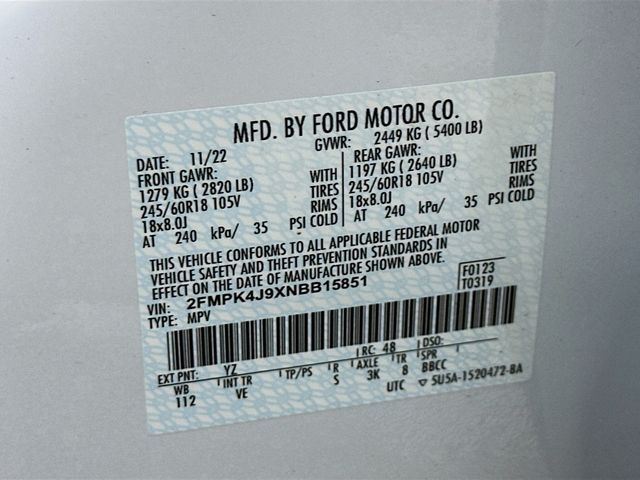 MFD. BY FORD MOTOR CO.
DATE: 11/22 GVWR: 2449 KG ( 5400 LB)
FRONT GAWR: REAR GAWR:
1279 KG ( 2820 LB) WITH 1197 KG ( 2640 LB) WITH
245/60R18 105V TIRES 245/60R18 105V TIRES
18x8.0J RIMS 18x8.0J RIMS
AT 240 kPa/ 35 PSI COLD AT 240 kPa/ 35 PSI COLD
THIS VEHICLE CONFORMS TO ALL APPLICABLE FEDERAL MOTOR
VEHICLE SAFETY AND THEFT PREVENTION STANDARDS IN
EFFECT ON THE DATE OF MANUFACTURE SHOWN ABOVE.
VIN: 2FMPK4J9XNBB15851 F0123
TYPE: MPV T0319
EXT PNT: YZ RC: 48 DSO:
WB INT TR TP/PS R AXLE TR SPR
112 VE S 3K 8 BBCC
UTC ▽ 5U5A-1520472-BA